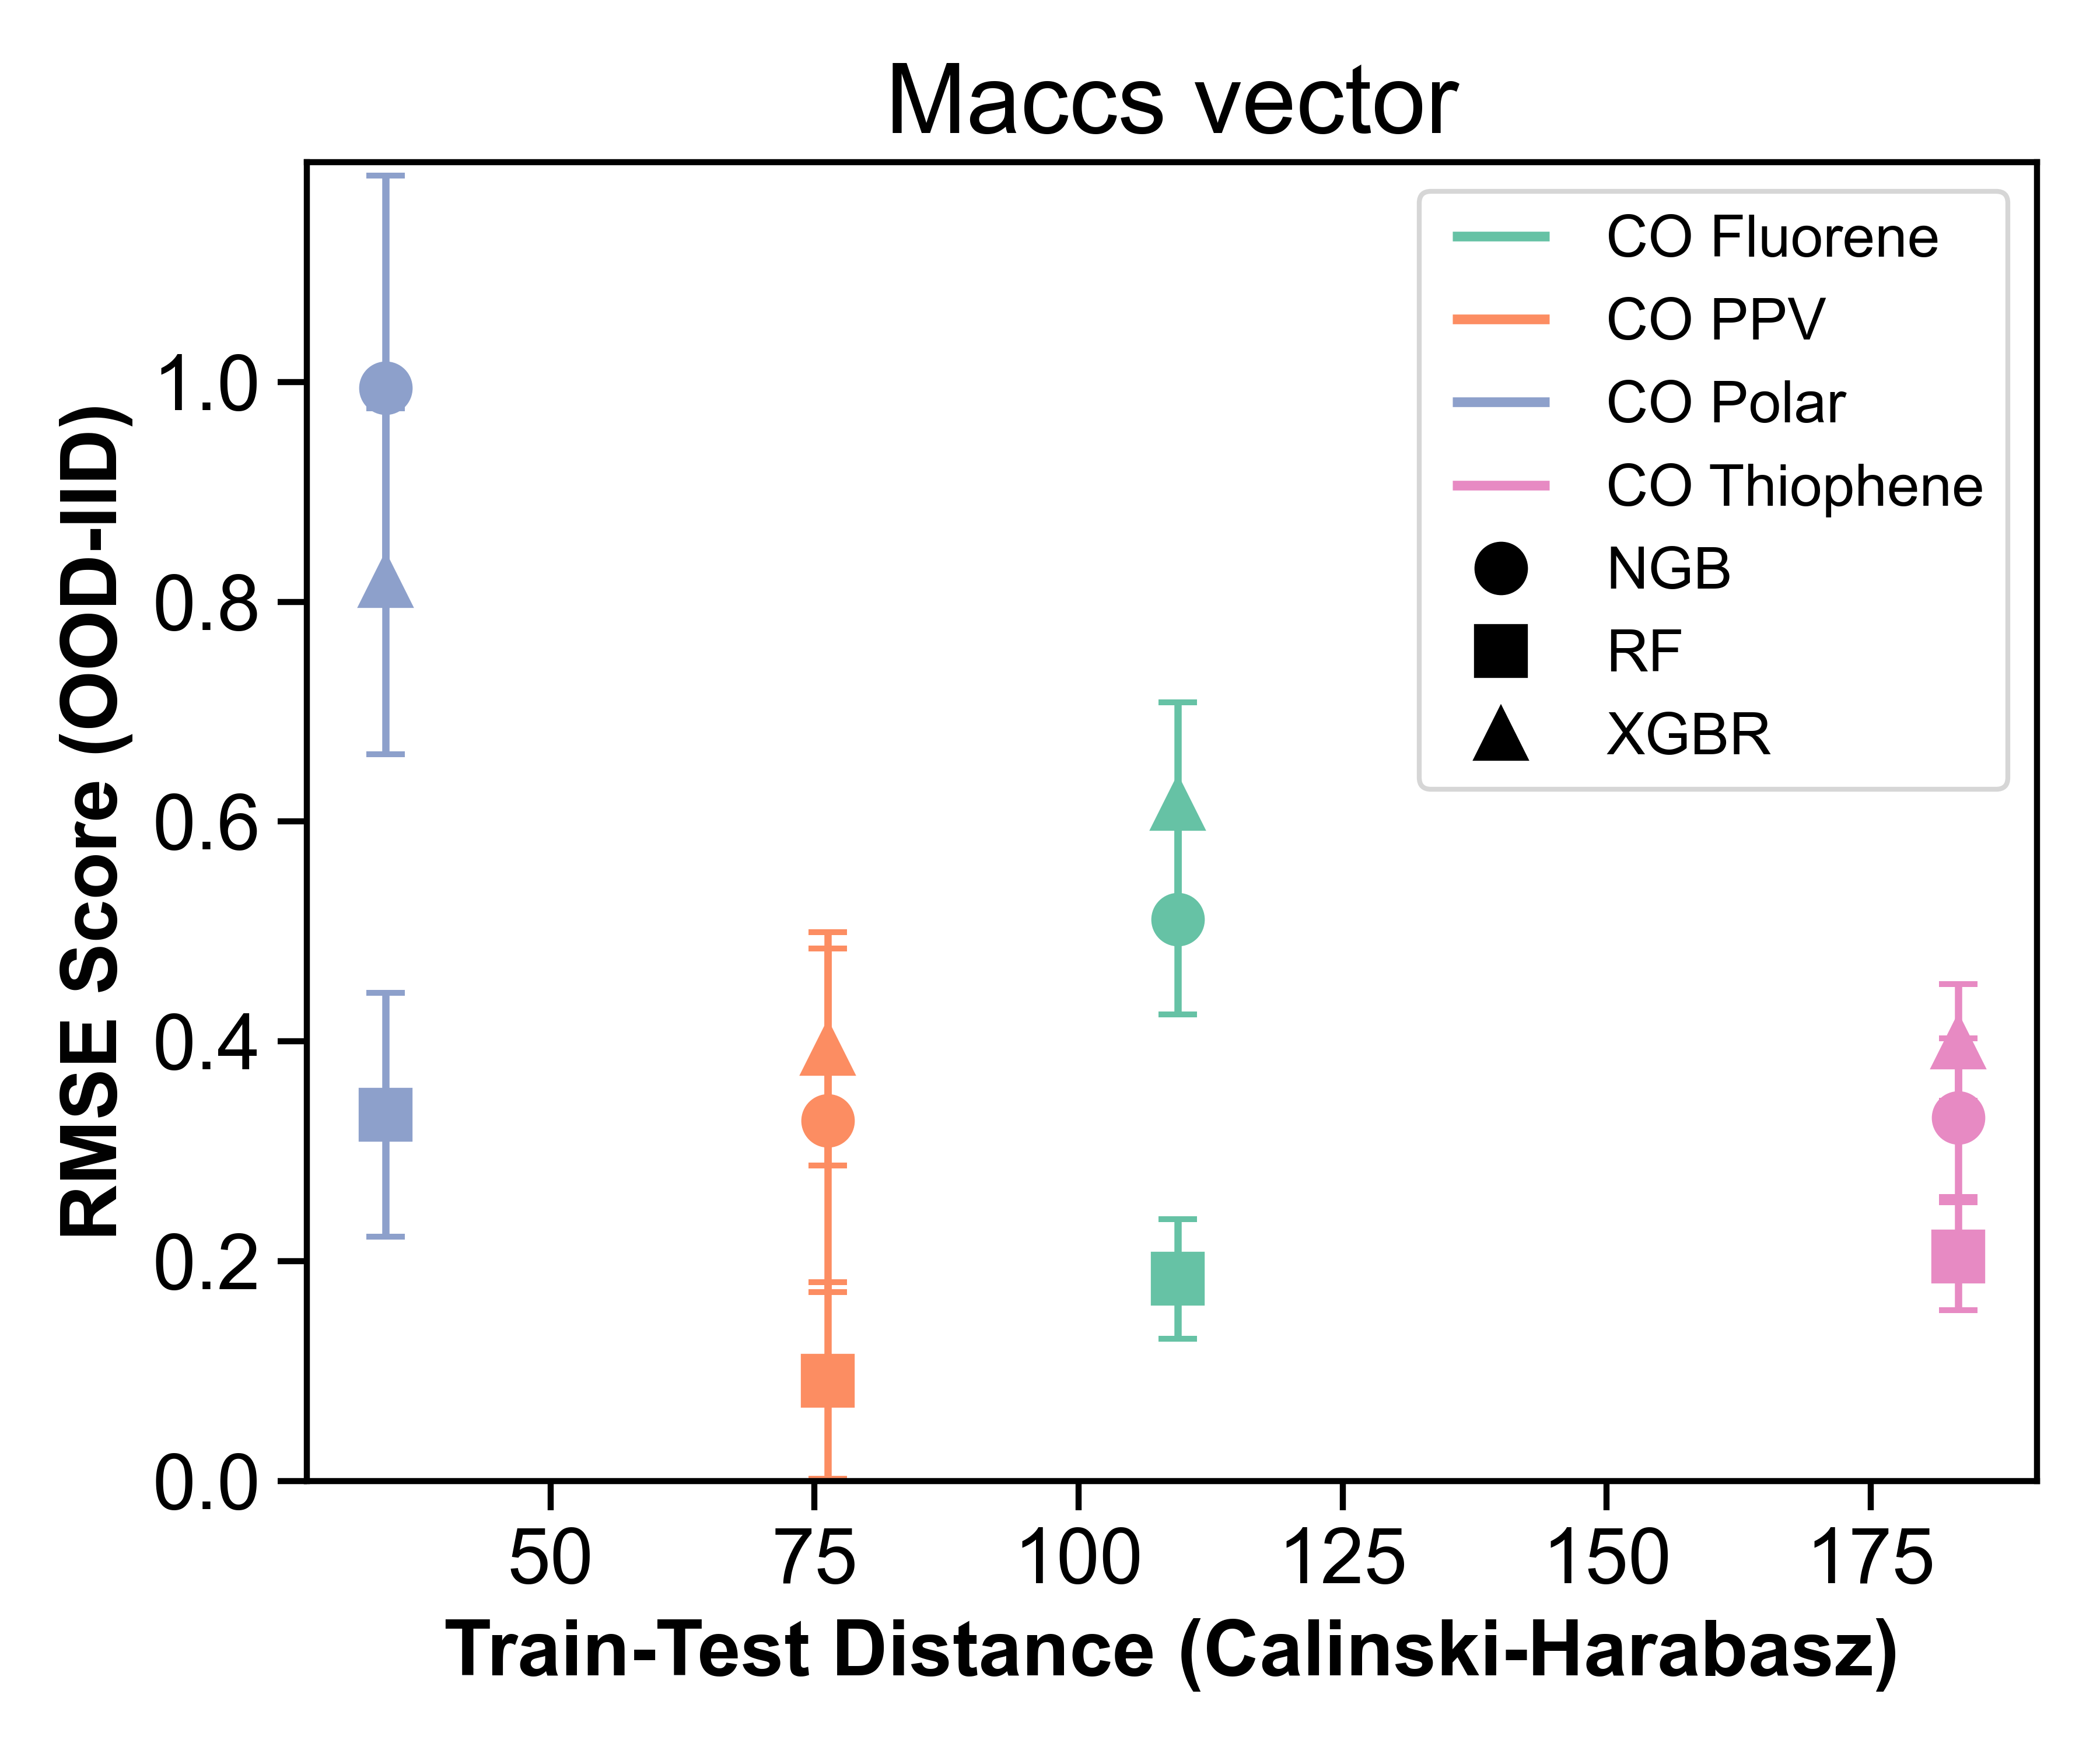 Maccs vector
RMSE Score (OOD-IID)
1.0
0.8
0.6
0.4
0.2
0.0
CO Fluorene
CO PPV
CO Polar
CO Thiophene
NGB
RF
XGBR
50 75 100 125 150 175
Train-Test Distance (Calinski-Harabasz)